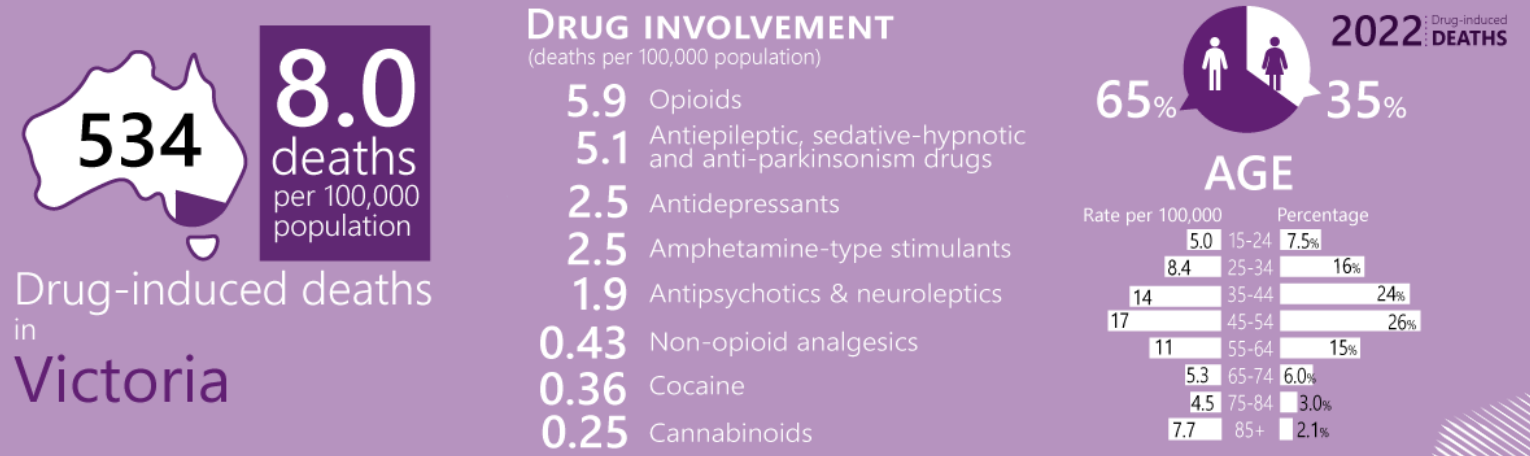 534
8.0
deaths
per 100,000
population
Drug-induced deaths
in
Victoria
DRUG INVOLVEMENT
(deaths per 100,000 population)
5.9 Opioids
5.1 Antiepileptic, sedative-hypnotic
and anti-parkinsonism drugs
2.5 Antidepressants
2.5 Amphetamine-type stimulants
1.9 Antipsychotics & neuroleptics
0.43 Non-opioid analgesics
0.36 Cocaine
0.25 Cannabinoids
2022 Drug-induced
DEATHS
65% 35%
AGE
Rate per 100,000 Percentage
5.0 15-24 7.5%
8.4 25-34 16%
14 35-44 24%
17 45-54 26%
11 55-64 15%
5.3 65-74 6.0%
4.5 75-84 3.0%
7.7 85+ 2.1%